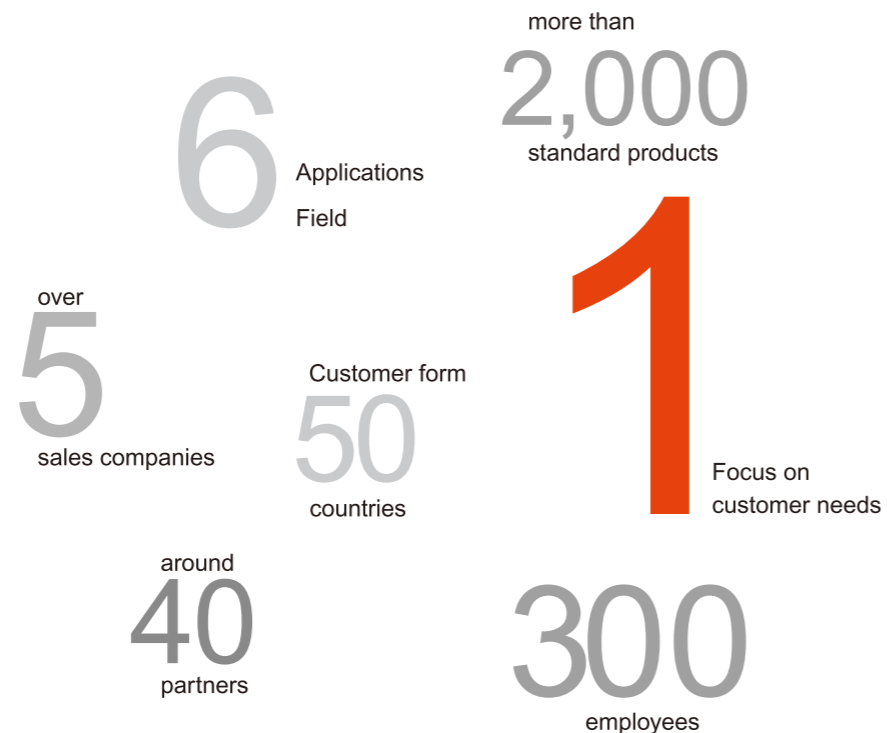 more than
2,000
standard products
6
Applications
Field
over
5
sales companies
Customer form
50
countries
1
Focus on
customer needs
around
40
partners
300
employees